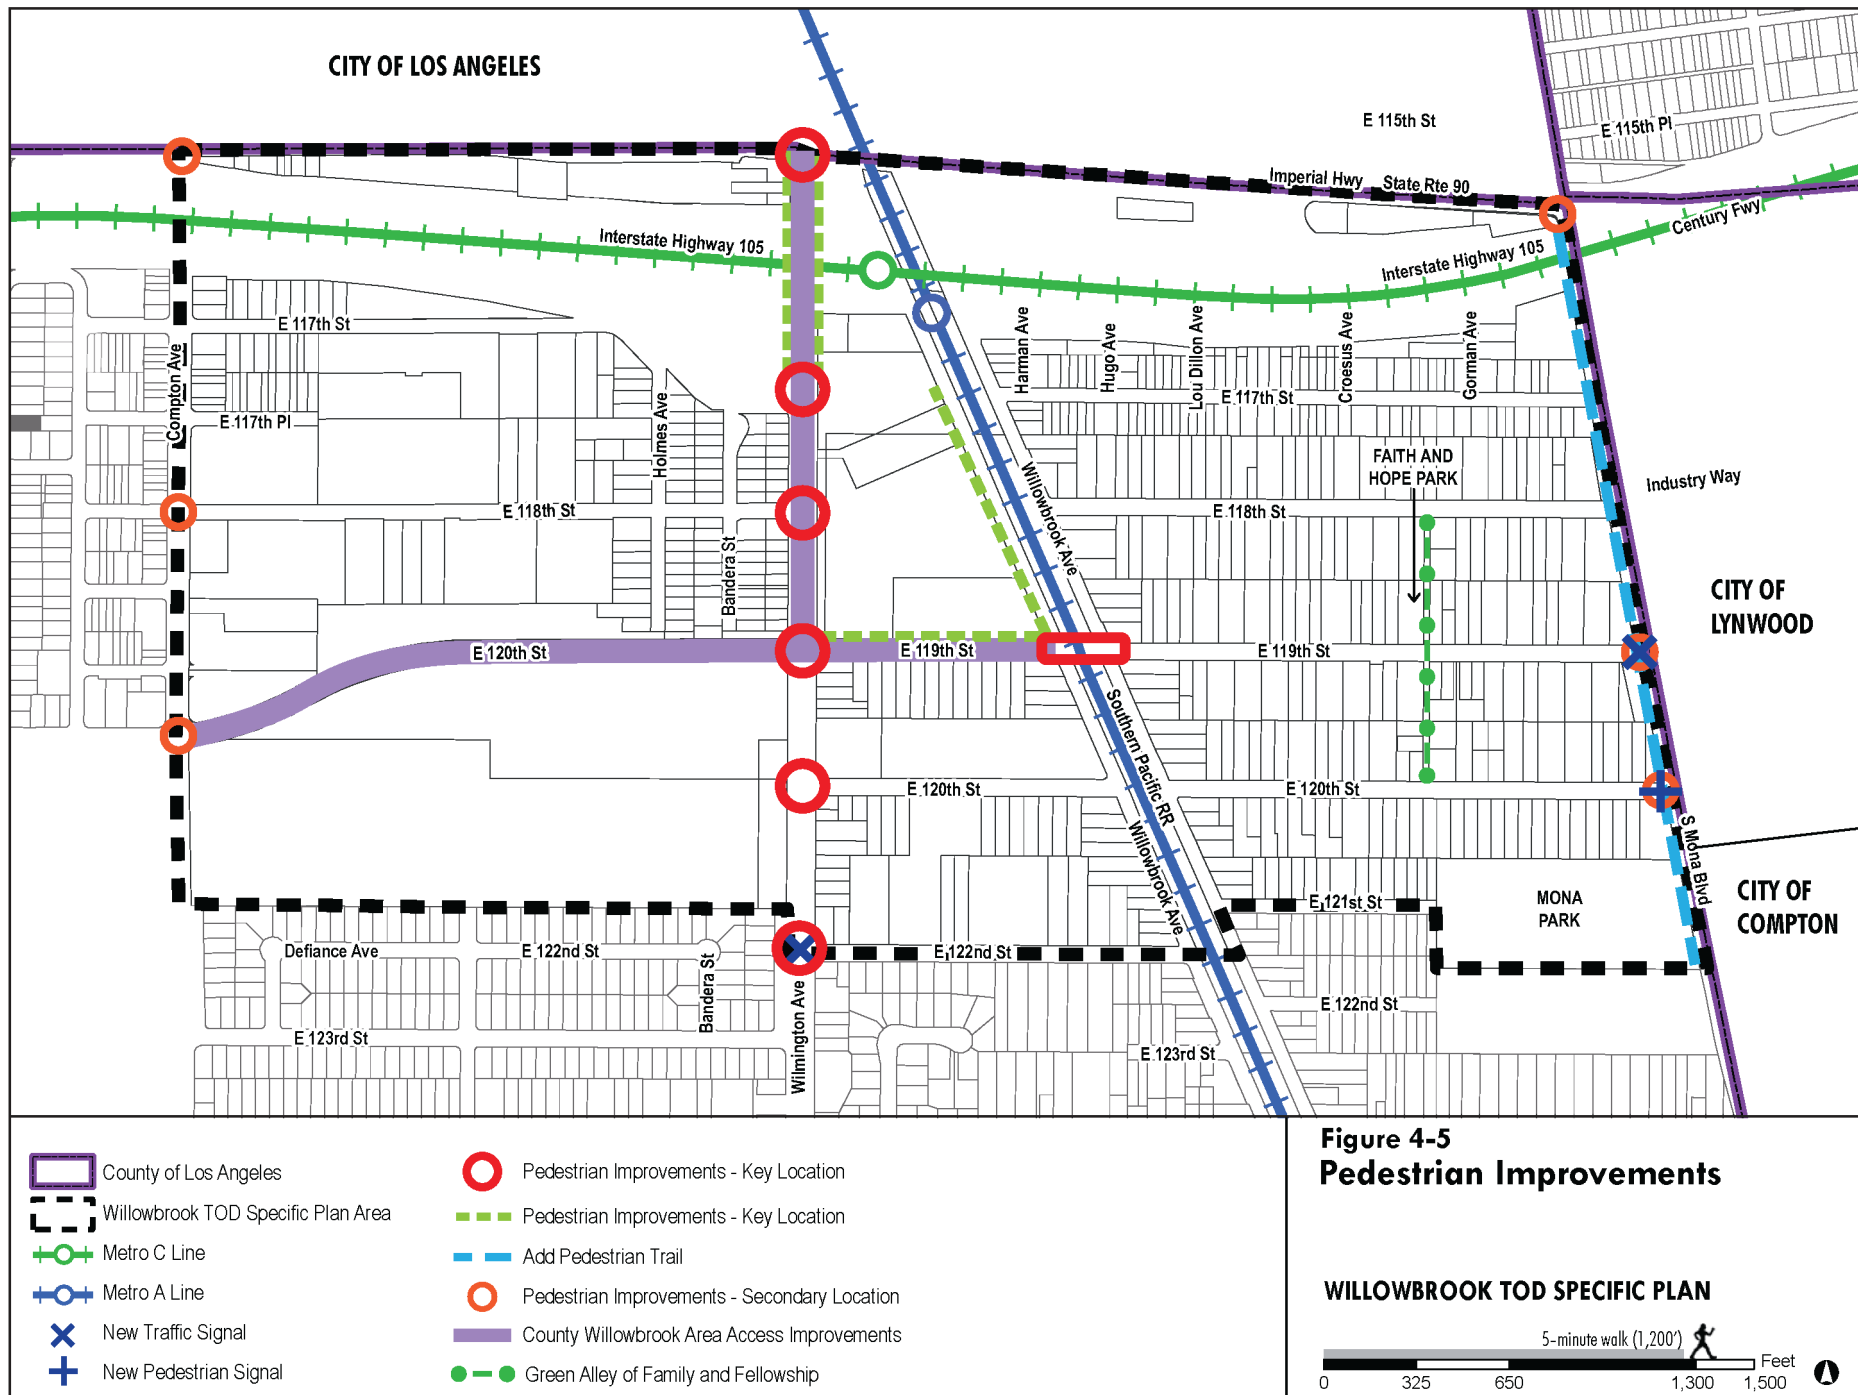 CITY OF LOS ANGELES
E 115th St
E 115th Pl
Imperial Hwy
State Rte 90
Century Fwy
Interstate Highway 105
Interstate Highway 105
E 117th St
Compton Ave
E 117th Pl
Holmes Ave
Harman Ave
Hugo Ave
Lou Dillon Ave
Croesus Ave
Gorman Ave
E 117th St
FAITH AND
HOPE PARK
Industry Way
Willowbrook Ave
E 118th St
E 118th St
Bandera St
CITY OF
LYNWOOD
E 120th St
E 119th St
E 119th St
Southern Pacific RR
E 120th St
E 120th St
Willowbrook Ave
S Mona Blvd
MONA
PARK
CITY OF
COMPTON
E 121st St
Defiance Ave
E 122nd St
E 122nd St
Bandera St
Wilmington Ave
E 122nd St
E 123rd St
E 123rd St
County of Los Angeles
Willowbrook TOD Specific Plan Area
Metro C Line
Metro A Line
New Traffic Signal
New Pedestrian Signal
Pedestrian Improvements - Key Location
Pedestrian Improvements - Key Location
Add Pedestrian Trail
Pedestrian Improvements - Secondary Location
County Willowbrook Area Access Improvements
Green Alley of Family and Fellowship
Figure 4-5
Pedestrian Improvements
WILLOWBROOK TOD SPECIFIC PLAN
5-minute walk (1,200')
Feet
0 325 650 1,300 1,500